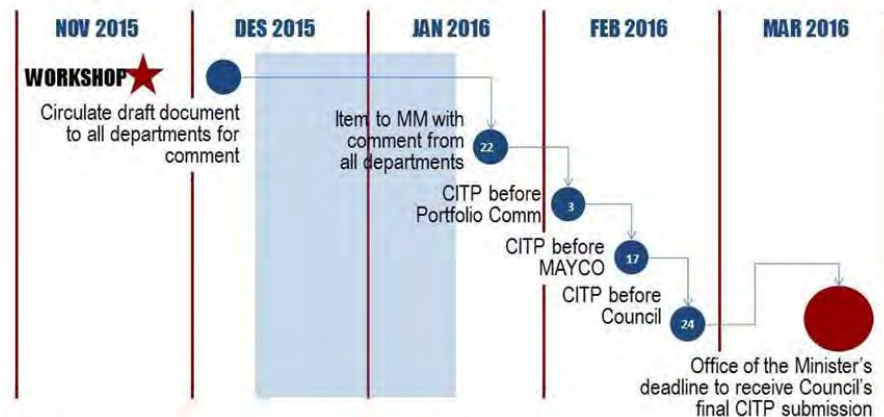 NOV 2015
DES 2015
JAN 2016
FEB 2016
MAR 2016
WORKSHOP
Circulate draft document
to all departments for
comment
Item to MM with
comment from
all departments
22
CITP before
Portfolio Comm
3
CITP before
MAYCO
17
CITP before
Council
24
Office of the Minister's
deadline to receive Council's
final CITP submission